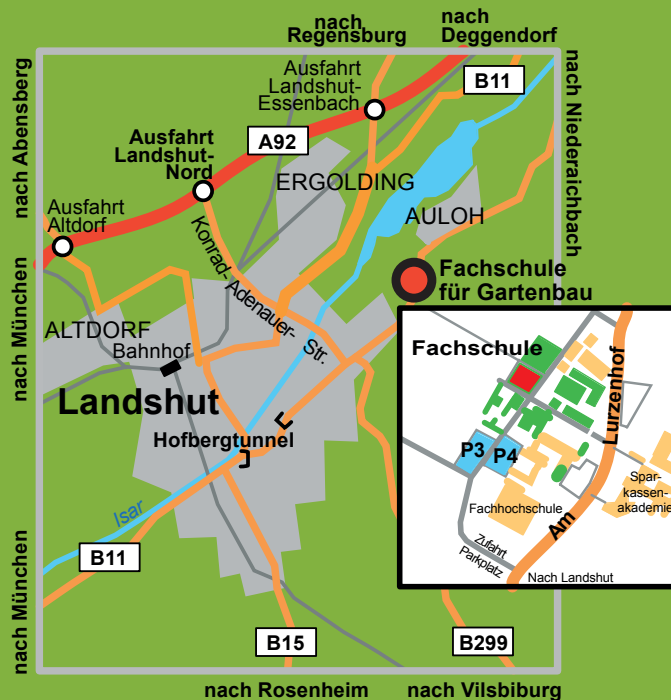 nach
Regensburg
nach
Deggendorf
nach Abensberg
nach Niederaichbach
Ausfahrt
Landshut-
Essenbach
B11
Ausfahrt
Landshut-
Nord
A92
ERGOLDING
AULOH
Ausfahrt
Altdorf
Konrad-Adenauer-Str.
Fachschule
für Gartenbau
nach München
ALTDORF
Bahnhof
Landshut
Hofbergtunnel
Isar
B11
nach München
B15
B299
nach Rosenheim
nach Vilsbiburg
Fachschule
Am Lurzenhof
P3
P4
Fachhochschule
Spar-
kassen-
akademie
Zufahrt
Parkplatz
Nach Landshut